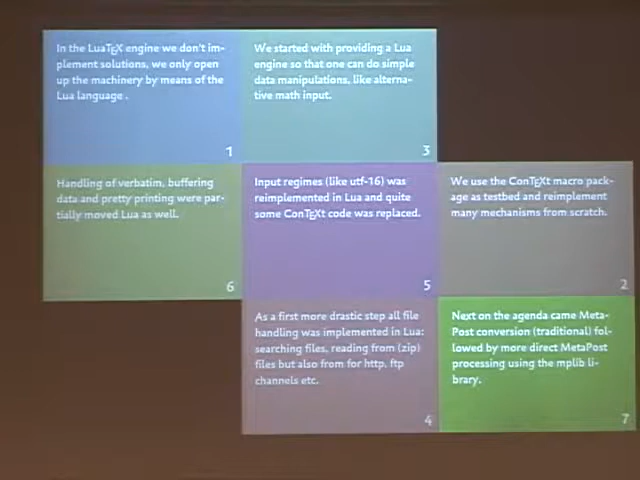 In the LuaTEX engine we don't im-
plement solutions, we only open
up the machinery by means of the
Lua language .
1
We started with providing a Lua
engine so that one can do simple
data manipulations, like alterna-
tive math input.
3
Handling of verbatim, buffering
data and pretty printing were par-
tially moved Lua as well.
6
Input regimes (like utf-16) was
reimplemented in Lua and quite
some ConTEXt code was replaced.
5
We use the ConTEXt macro pack-
age as testbed and reimplement
many mechanisms from scratch.
2
As a first more drastic step all file
handling was implemented in Lua:
searching files, reading from (zip)
files but also from for http, ftp
channels etc.
4
Next on the agenda came Meta-
Post conversion (traditional) fol-
lowed by more direct MetaPost
processing using the mplib li-
brary.
7